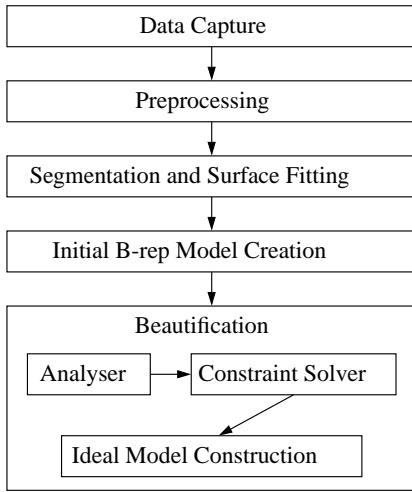 Data Capture
Preprocessing
Segmentation and Surface Fitting
Initial B-rep Model Creation
Beautification
Analyser
Constraint Solver
Ideal Model Construction